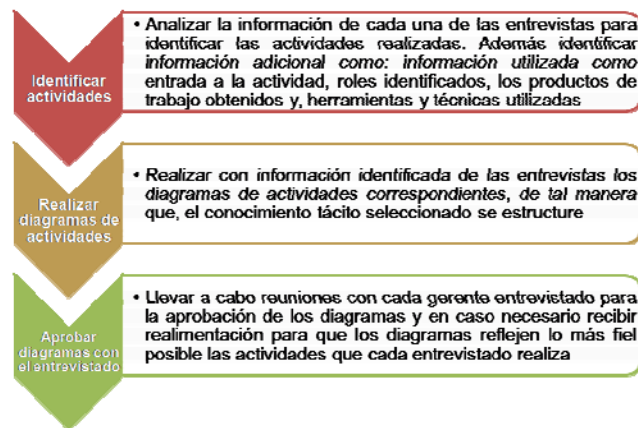 Identificar
actividades
• Analizar la información de cada una de las entrevistas para
identificar las actividades realizadas. Además identificar
información adicional como: información utilizada como
entrada a la actividad, roles identificados, los productos de
trabajo obtenidos y, herramientas y técnicas utilizadas
Realizar
diagramas de
actividades
• Realizar con información identificada de las entrevistas los
diagramas de actividades correspondientes, de tal manera
que, el conocimiento tácito seleccionado se estructure
Aprobar
diagramas con
el entrevistado
• Llevar a cabo reuniones con cada gerente entrevistado para
la aprobación de los diagramas y en caso necesario recibir
realimentación para que los diagramas reflejen lo más fiel
posible las actividades que cada entrevistado realiza